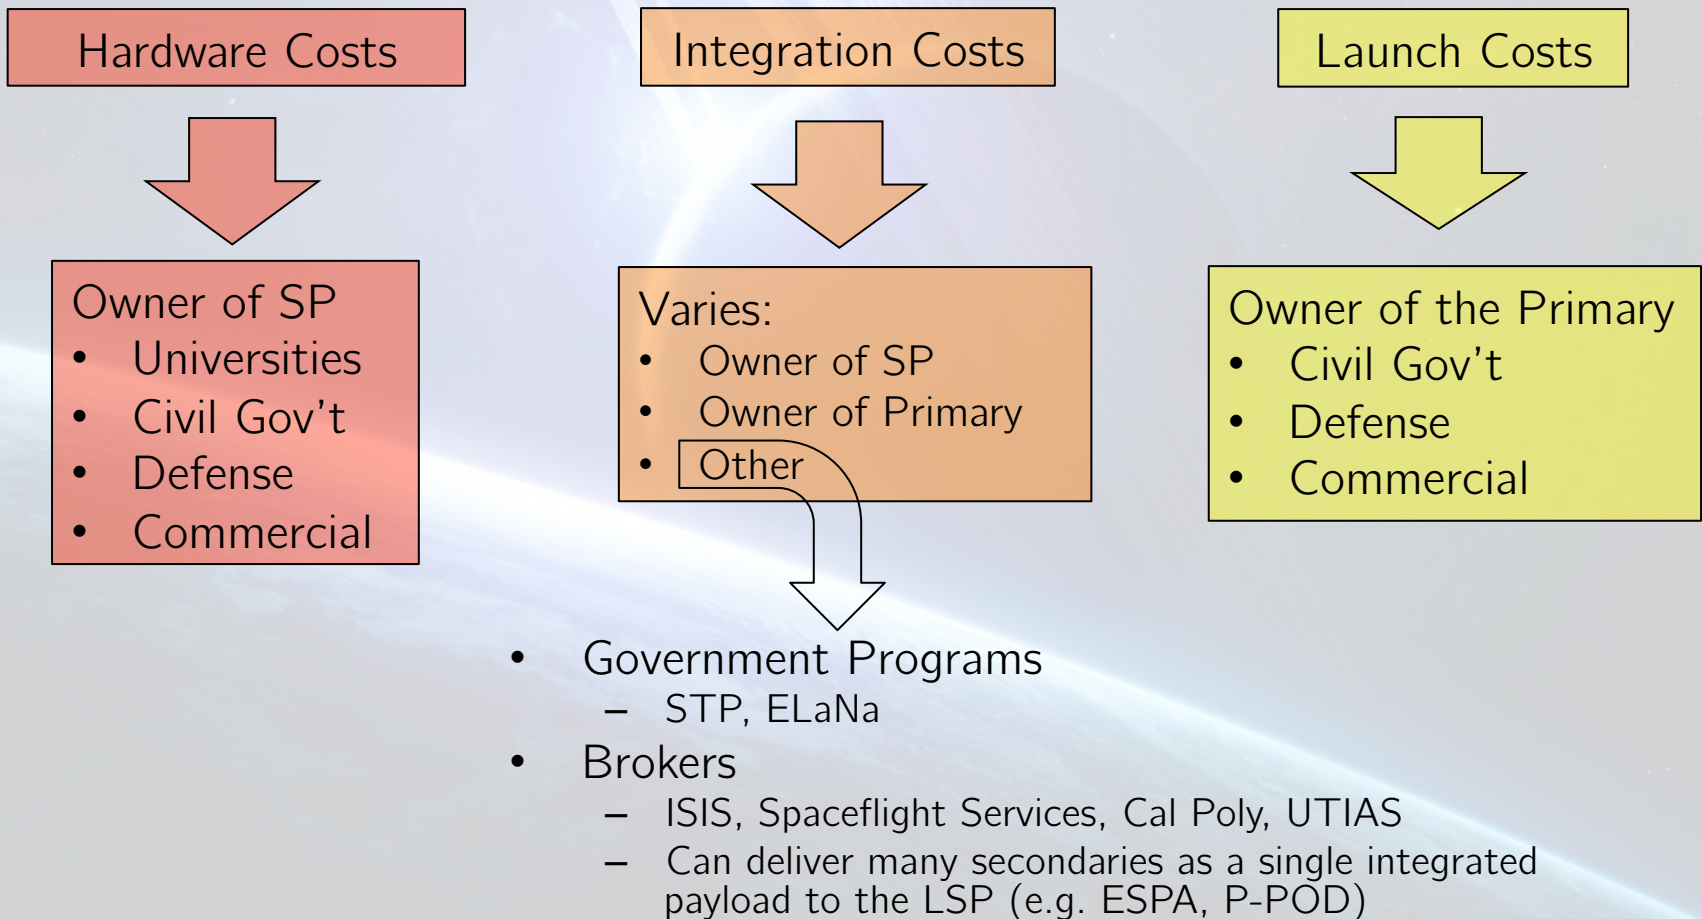 Hardware Costs
Integration Costs
Launch Costs
Owner of SP
• Universities
• Civil Gov't
• Defense
• Commercial
Varies:
• Owner of SP
• Owner of Primary
• Other
Owner of the Primary
• Civil Gov't
• Defense
• Commercial
• Government Programs
– STP, ELaNa
• Brokers
– ISIS, Spaceflight Services, Cal Poly, UTIAS
– Can deliver many secondaries as a single integrated
payload to the LSP (e.g. ESPA, P-POD)